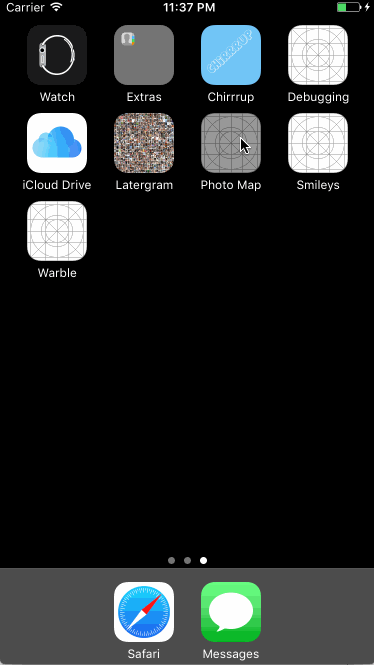 Carrier 11:37 PM
Watch Extras Chirrrup Debugging
CHIRRRUP
iCloud Drive Latergram Photo Map Smileys
Warble
Safari Messages